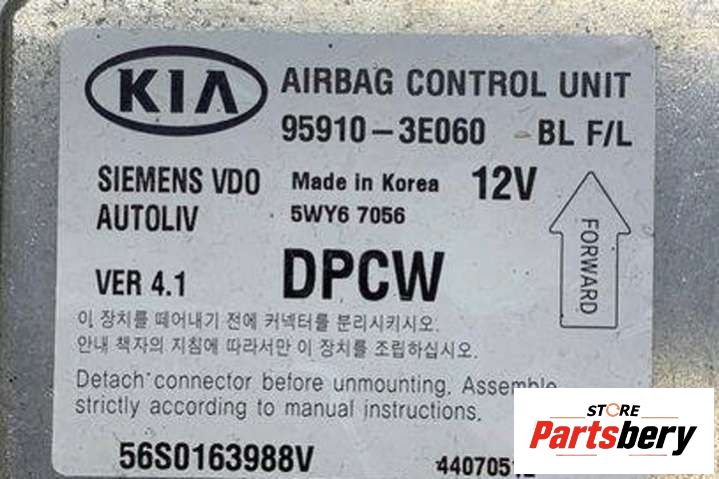 KIA AIRBAG CONTROL UNIT
95910-3E060 BL F/L
SIEMENS VDO Made in Korea 12V
AUTOLIV 5WY6 7056
FORWARD
VER 4.1 DPCW
이 장치를 떼어내기 전에 커넥터를 분리시키시오.
안내 책자의 지침에 따라서만 이 장치를 조립하십시오.
Detach connector before unmounting. Assemble
strictly according to manual instructions.
56S0163988V
STORE
Partsbery